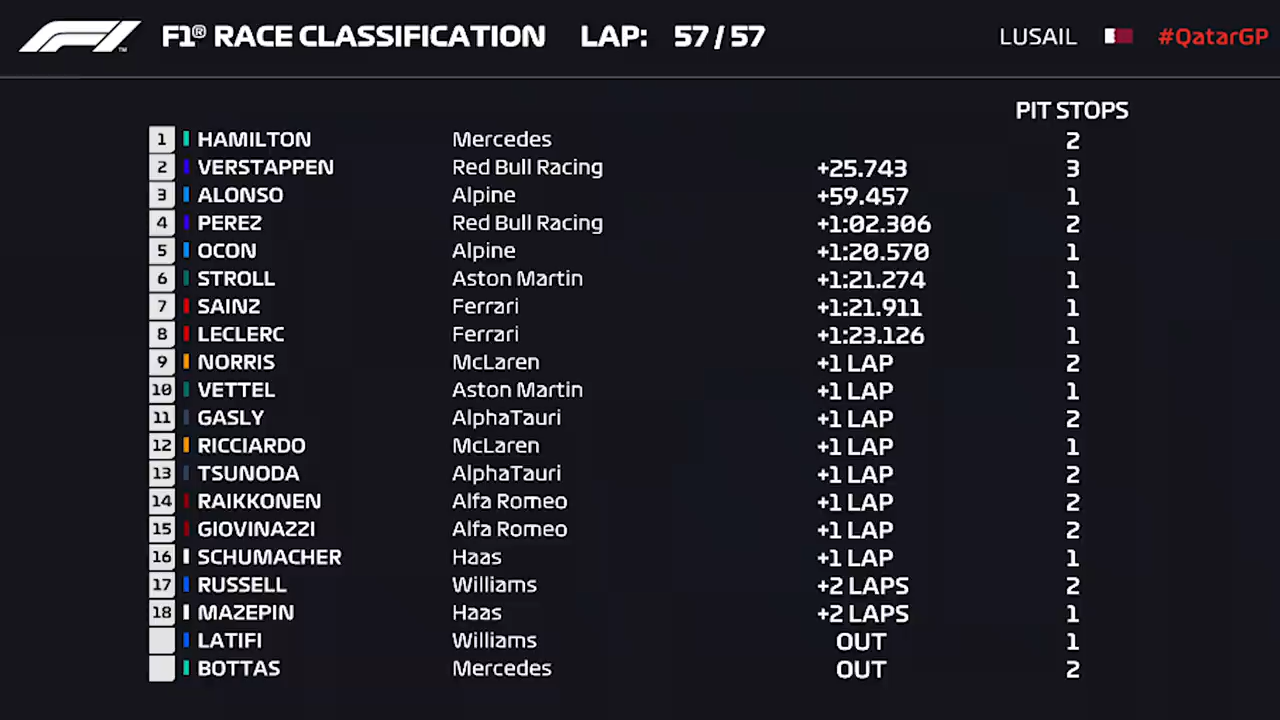 F1 ™ F1® RACE CLASSIFICATION LAP: 57/57 LUSAIL #QatarGP
PIT STOPS
1 HAMILTON Mercedes 2
2 VERSTAPPEN Red Bull Racing +25.743 3
3 ALONSO Alpine +59.457 1
4 PEREZ Red Bull Racing +1:02.306 2
5 OCON Alpine +1:20.570 1
6 STROLL Aston Martin +1:21.274 1
7 SAINZ Ferrari +1:21.911 1
8 LECLERC Ferrari +1:23.126 1
9 NORRIS McLaren +1 LAP 2
10 VETTEL Aston Martin +1 LAP 1
11 GASLY AlphaTauri +1 LAP 2
12 RICCIARDO McLaren +1 LAP 1
13 TSUNODA AlphaTauri +1 LAP 2
14 RAIKKONEN Alfa Romeo +1 LAP 2
15 GIOVINAZZI Alfa Romeo +1 LAP 2
16 SCHUMACHER Haas +1 LAP 1
17 RUSSELL Williams +2 LAPS 2
18 MAZEPIN Haas +2 LAPS 1
LATIFI Williams OUT 1
BOTTAS Mercedes OUT 2